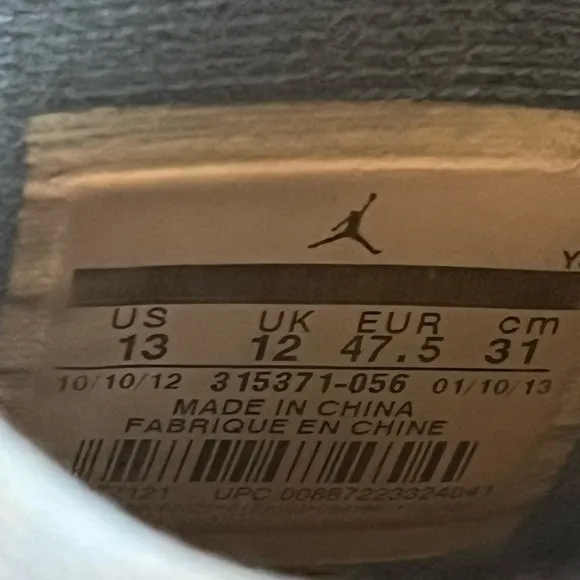 US UK EUR cm
13 12 47.5 31
10/10/12 315371-056 01/10/13
MADE IN CHINA
FABRIQUE EN CHINE
UPC 00887223324041